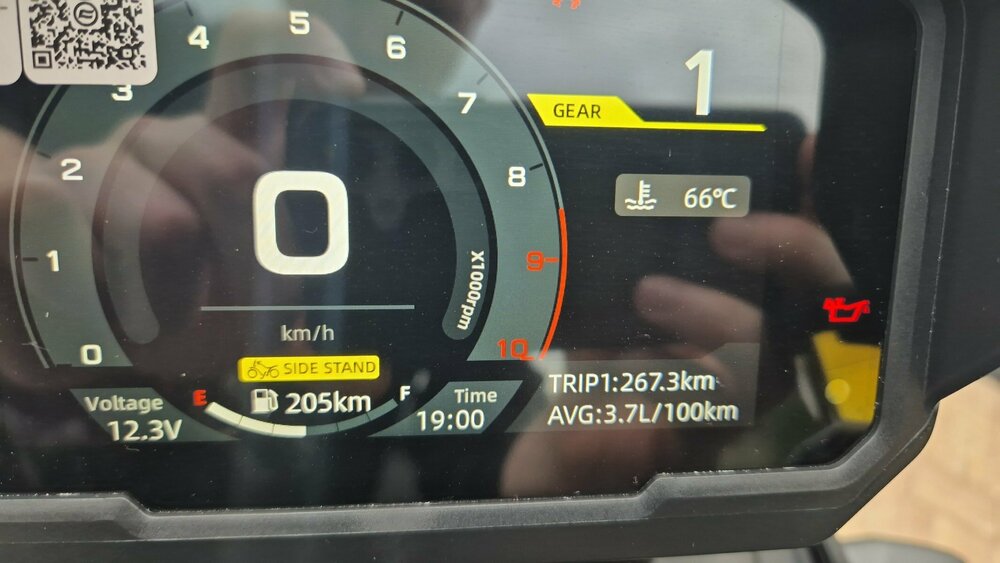 0
1
2
3
4
5
6
7
8
9
10
X1000rpm
0
km/h
SIDE STAND
E
205km
F
Voltage
12.3V
Time
19:00
1
GEAR
66°C
TRIP1:267.3km
AVG:3.7L/100km